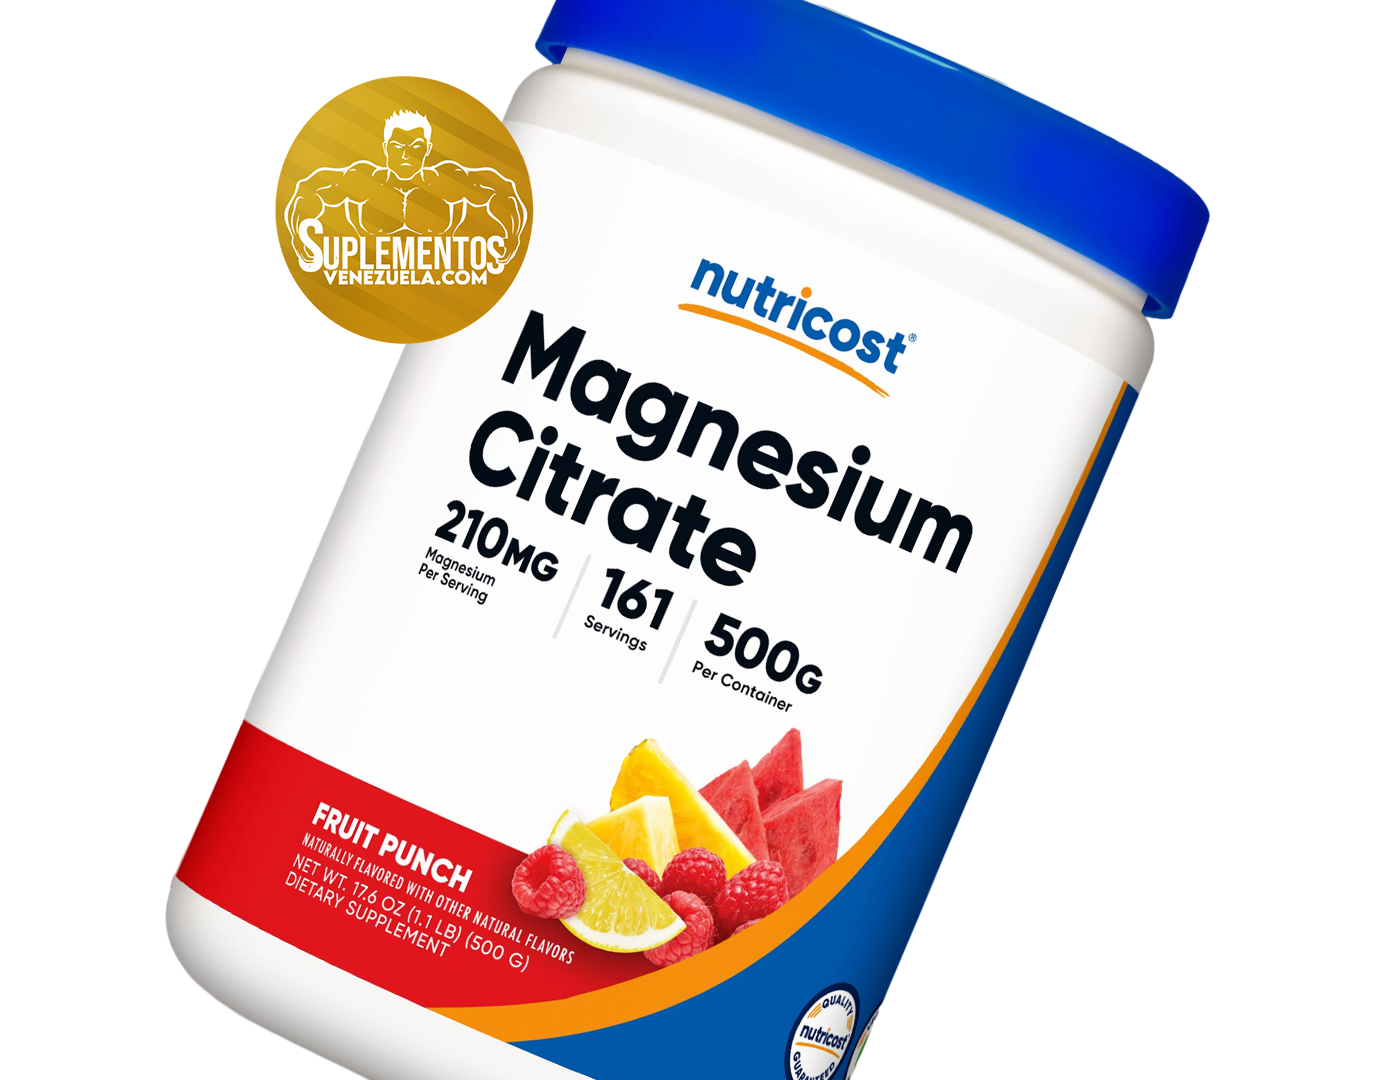 SUPLEMENTOS
VENEZUELA.COM
nutricost®
Magnesium
Citrate
210MG
Magnesium
Per Serving
161
Servings
500G
Per Container
FRUIT PUNCH
NATURALLY FLAVORED WITH OTHER NATURAL FLAVORS
NET WT. 17.6 OZ (1.1 LB) (500 G)
DIETARY SUPPLEMENT
QUALITY
nutricost
GUARANTEED